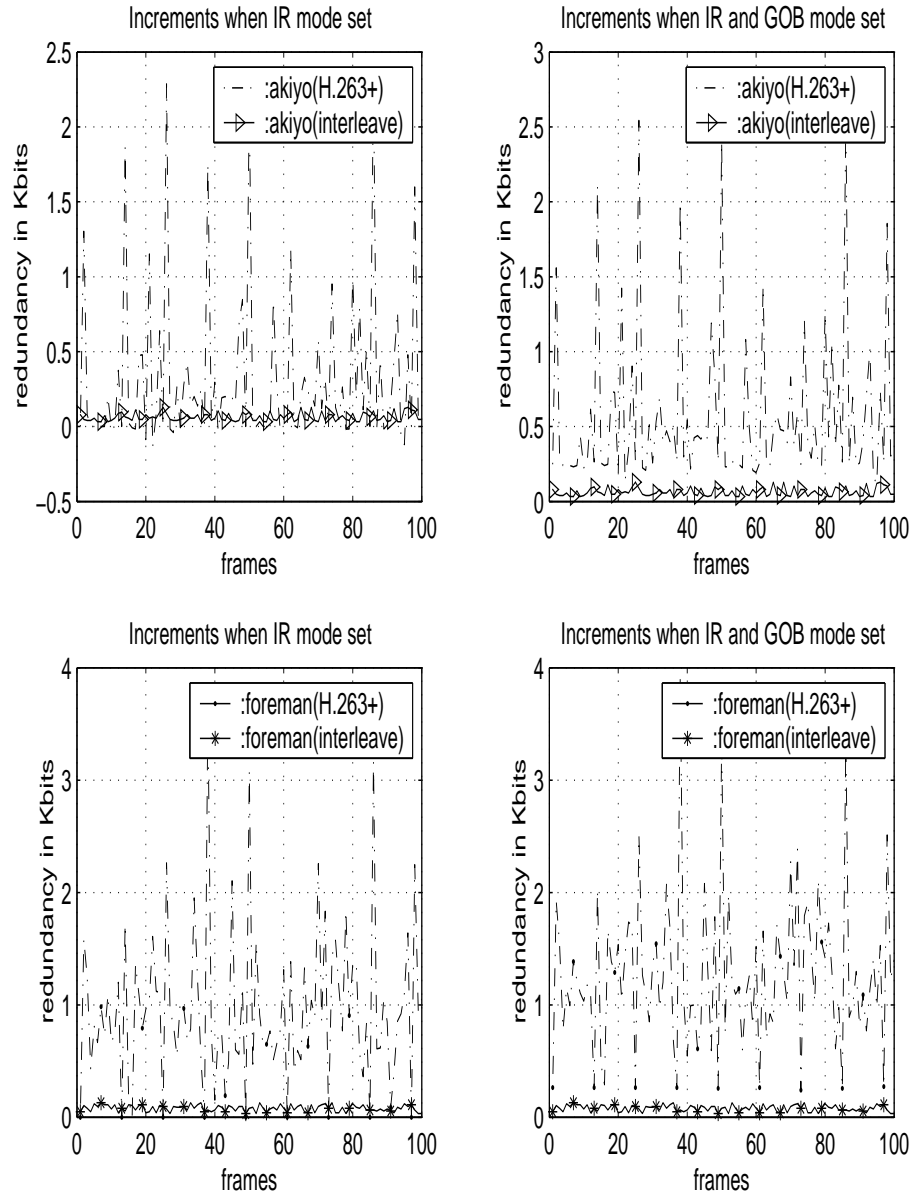 Increments when IR mode set
redundancy in Kbits
2.5
2
1.5
1
0.5
0
−0.5
:akiyo(H.263+)
:akiyo(interleave)
0 20 40 60 80 100
frames
Increments when IR and GOB mode set
redundancy in Kbits
3
2.5
2
1.5
1
0.5
0
:akiyo(H.263+)
:akiyo(interleave)
0 20 40 60 80 100
frames
Increments when IR mode set
redundancy in Kbits
4
3
2
1
0
:foreman(H.263+)
:foreman(interleave)
0 20 40 60 80 100
frames
Increments when IR and GOB mode set
redundancy in Kbits
4
3
2
1
0
:foreman(H.263+)
:foreman(interleave)
0 20 40 60 80 100
frames